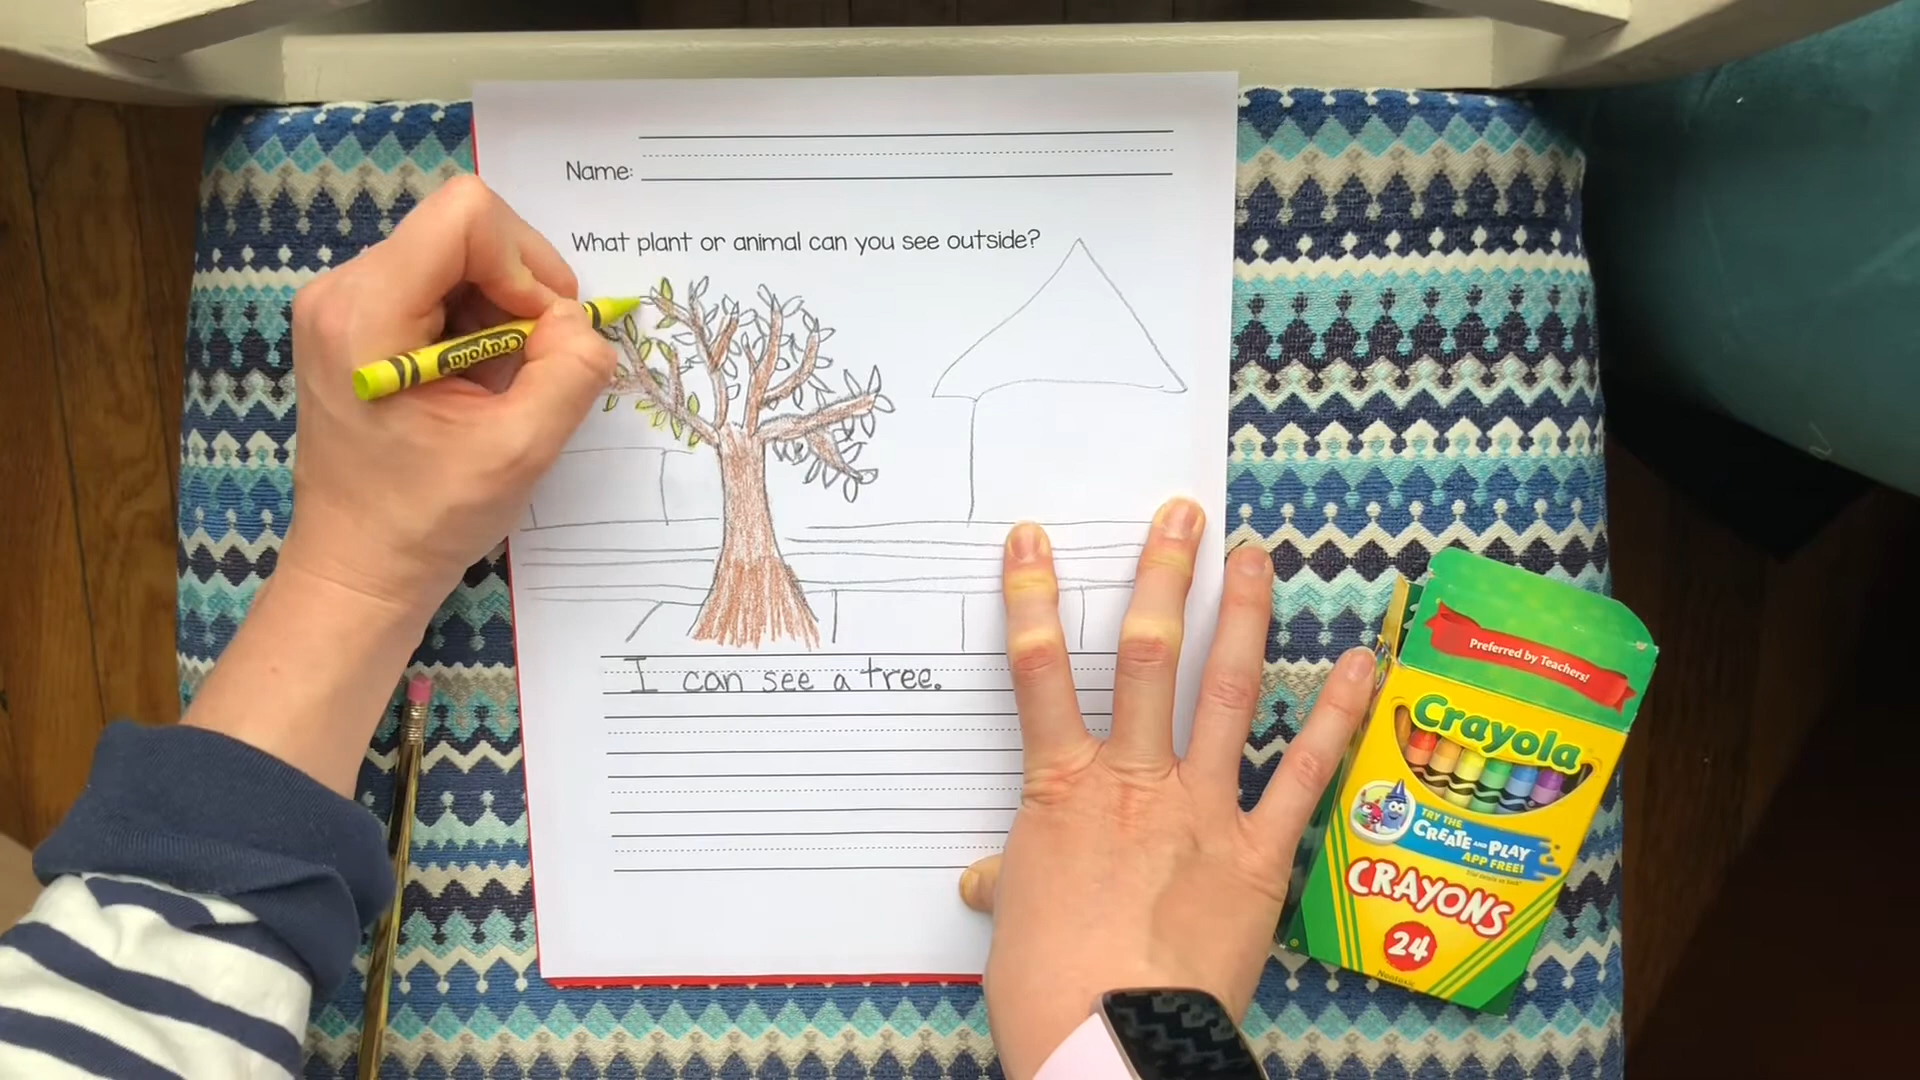 Name:
What plant or animal can you see outside?
Crayola
I can see a tree.
Preferred by Teachers!
Crayola
TRY THE
CREATE AND PLAY
APP FREE!
CRAYONS
24
Nontoxic